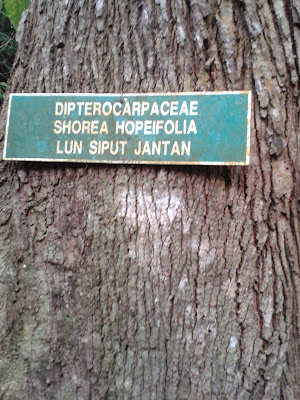 DIPTEROCARPACEAE
SHOREA HOPEIFOLIA
LUN SIPUT JANTAN